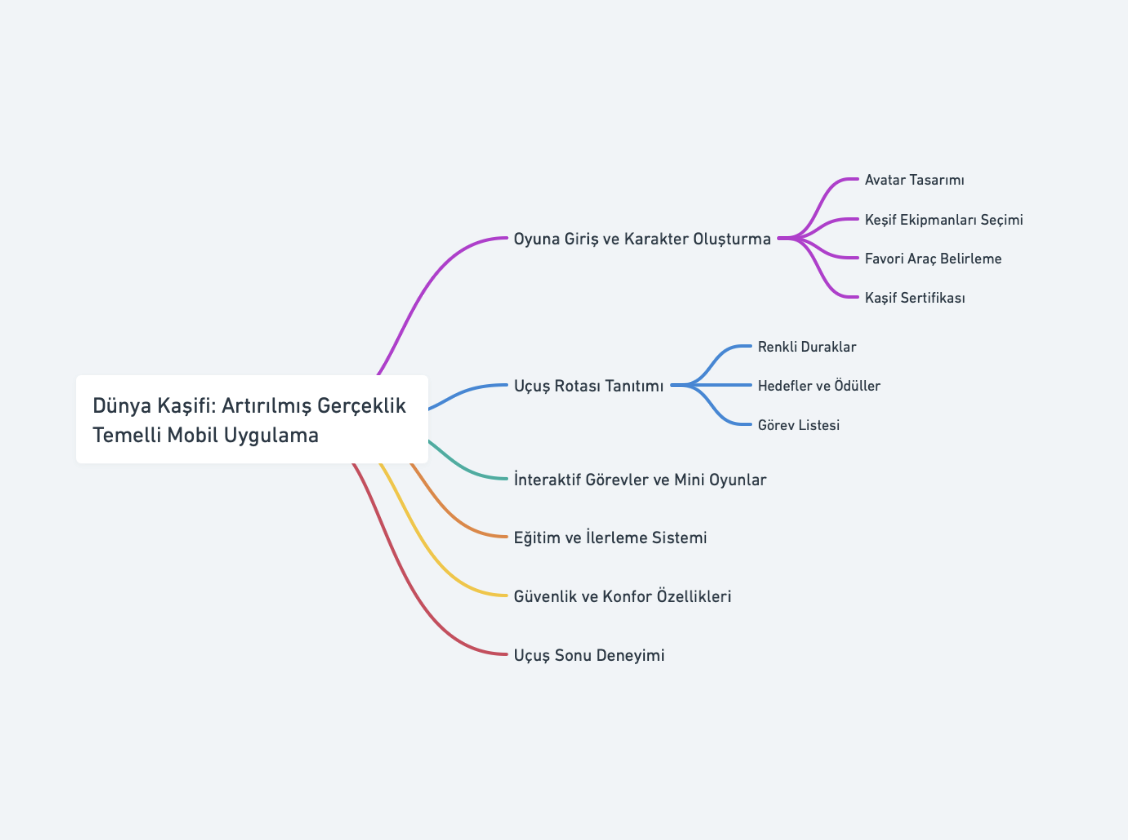 Dünya Kaşifi: Artırılmış Gerçeklik
Temelli Mobil Uygulama
Oyuna Giriş ve Karakter Oluşturma
Avatar Tasarımı
Keşif Ekipmanları Seçimi
Favori Araç Belirleme
Kaşif Sertifikası
Uçuş Rotası Tanıtımı
Renkli Duraklar
Hedefler ve Ödüller
Görev Listesi
İnteraktif Görevler ve Mini Oyunlar
Eğitim ve İlerleme Sistemi
Güvenlik ve Konfor Özellikleri
Uçuş Sonu Deneyimi